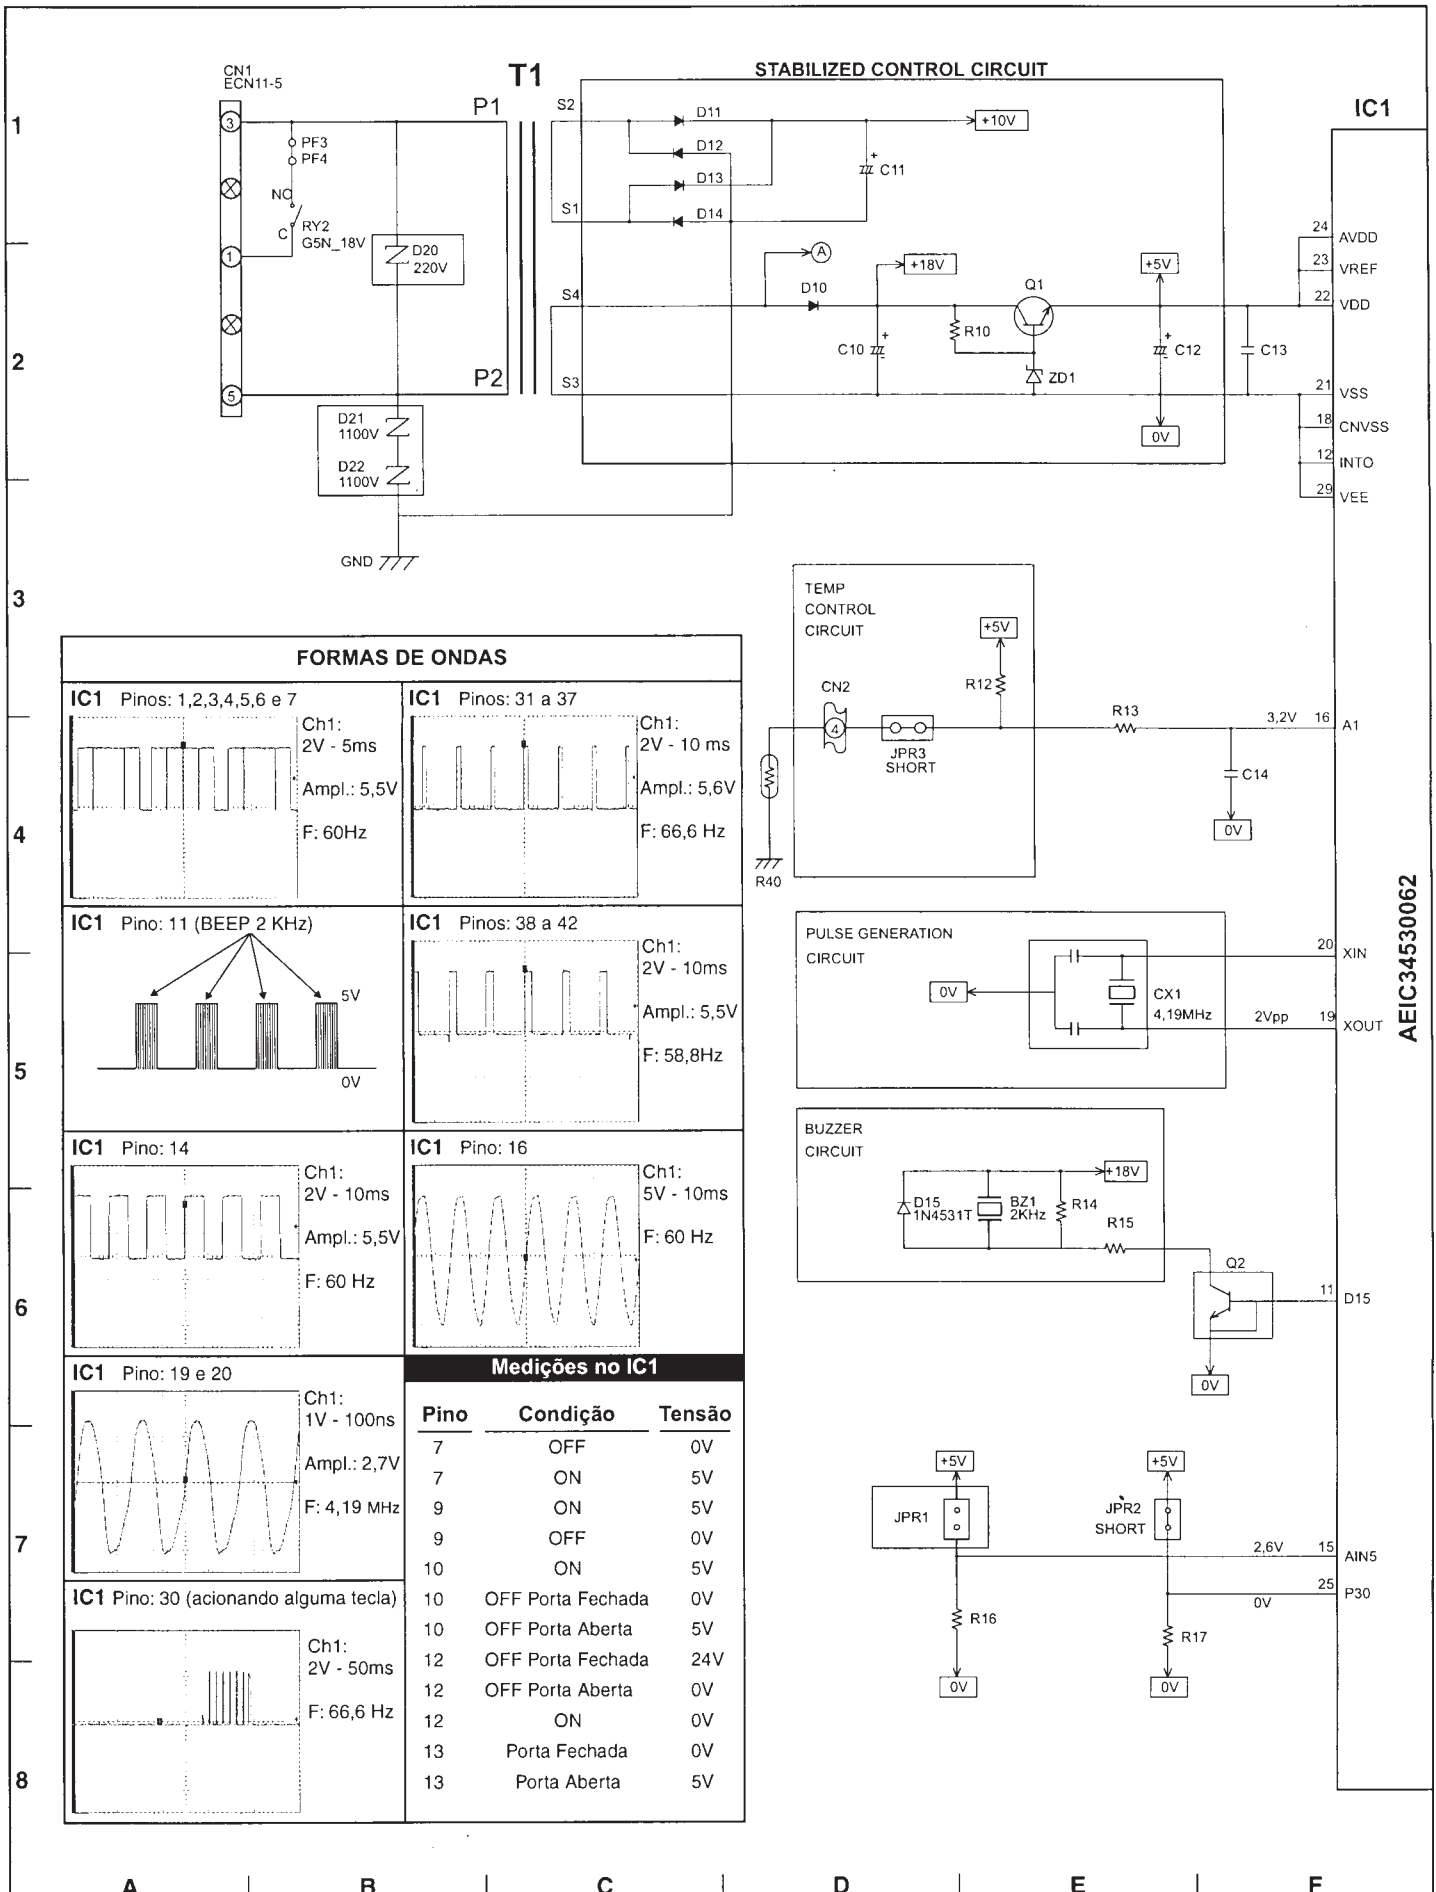 STABILIZED CONTROL CIRCUIT
CN1
ECN11-5
T1
P1
S2
D11
+10V
IC1
1
3
PF3
PF4
D12
C11
+
D13
NO
S1
D14
C
RY2
G5N_18V
1
D20
220V
A
+18V
+5V
24
AVDD
23
VREF
S4
D10
Q1
22
VDD
R10
C10
+
C12
C13
2
P2
S3
ZD1
5
21
VSS
D21
1100V
18
CNVSS
0V
D22
1100V
12
INTO
29
VEE
GND
3
TEMP
CONTROL
CIRCUIT
+5V
CN2
R12
4
JPR3
SHORT
R13
3,2V
16
A1
C14
0V
R40
FORMAS DE ONDAS
IC1 Pinos: 1,2,3,4,5,6 e 7
Ch1:
2V - 5ms
Ampl.: 5,5V
F: 60Hz
IC1 Pinos: 31 a 37
Ch1:
2V - 10 ms
Ampl.: 5,6V
F: 66,6 Hz
4
IC1 Pino: 11 (BEEP 2 KHz)
5V
0V
IC1 Pinos: 38 a 42
Ch1:
2V - 10ms
Ampl.: 5,5V
F: 58,8Hz
5
PULSE GENERATION
CIRCUIT
0V
CX1
4,19MHz
20
XIN
2Vpp
19
XOUT
AEIC34530062
IC1 Pino: 14
Ch1:
2V - 10ms
Ampl.: 5,5V
F: 60 Hz
IC1 Pino: 16
Ch1:
5V - 10ms
F: 60 Hz
6
BUZZER
CIRCUIT
+18V
D15
1N4531T
BZ1
2KHz
R14
R15
Q2
11
D15
0V
IC1 Pino: 19 e 20
Ch1:
1V - 100ns
Ampl.: 2,7V
F: 4,19 MHz
7
IC1 Pino: 30 (acionando alguma tecla)
Ch1:
2V - 50ms
F: 66,6 Hz
8
Medições no IC1
Pino Condição Tensão
7 OFF 0V
7 ON 5V
9 ON 5V
9 OFF 0V
10 ON 5V
10 OFF Porta Fechada 0V
10 OFF Porta Aberta 5V
12 OFF Porta Fechada 24V
12 OFF Porta Aberta 0V
12 ON 0V
13 Porta Fechada 0V
13 Porta Aberta 5V
+5V
+5V
JPR1
JPR2
SHORT
2,6V
15
AIN5
25
P30
0V
R16
R17
0V
0V
A B C D E F